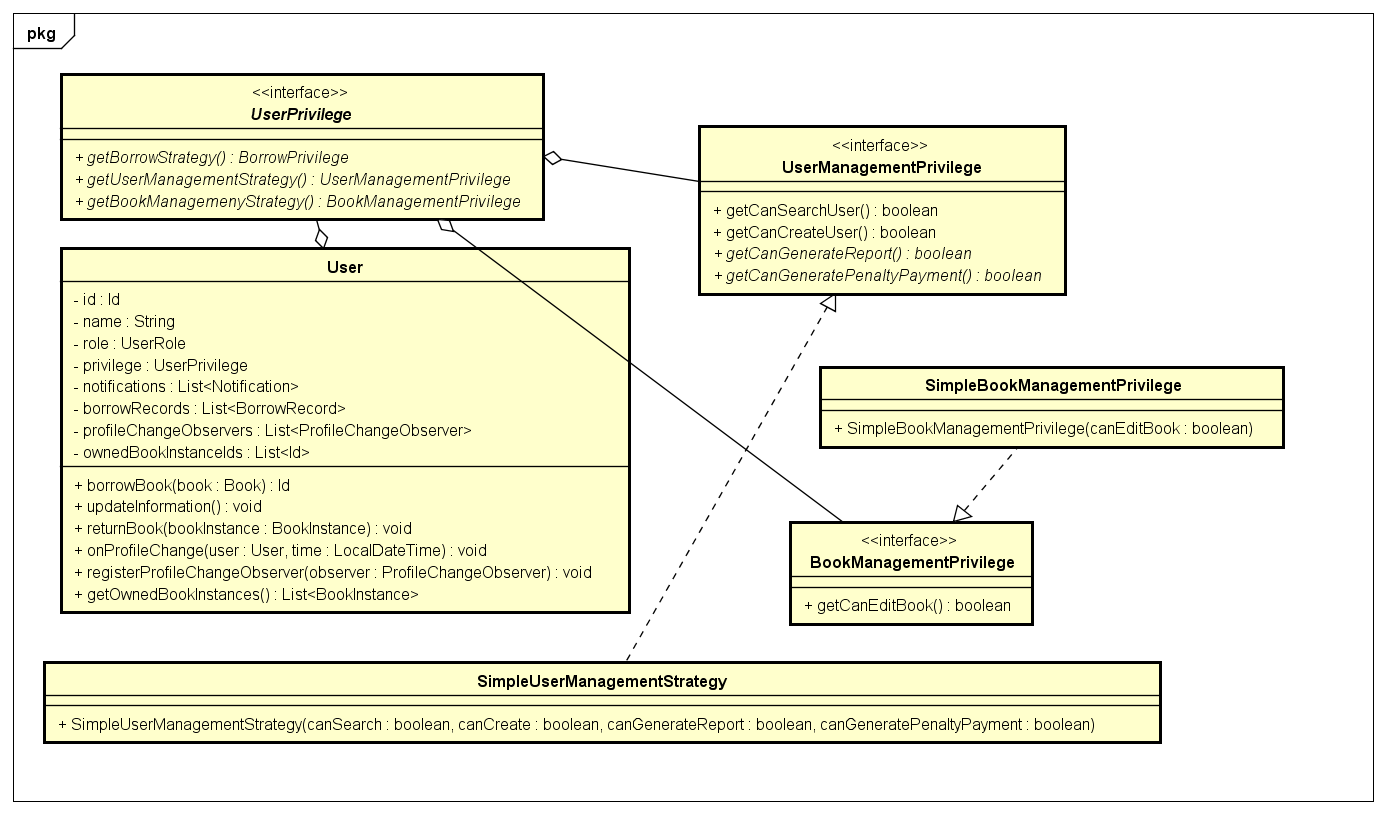 pkg
<<interface>>
UserPrivilege
+ getBorrowStrategy() : BorrowPrivilege
+ getUserManagementStrategy() : UserManagementPrivilege
+ getBookManagemenyStrategy() : BookManagementPrivilege
<<interface>>
UserManagementPrivilege
+ getCanSearchUser() : boolean
+ getCanCreateUser() : boolean
+ getCanGenerateReport() : boolean
+ getCanGeneratePenaltyPayment() : boolean
User
- id : Id
- name : String
- role : UserRole
- privilege : UserPrivilege
- notifications : List<Notification>
- borrowRecords : List<BorrowRecord>
- profileChangeObservers : List<ProfileChangeObserver>
- ownedBookInstanceIds : List<Id>
+ borrowBook(book : Book) : Id
+ updateInformation() : void
+ returnBook(bookInstance : BookInstance) : void
+ onProfileChange(user : User, time : LocalDateTime) : void
+ registerProfileChangeObserver(observer : ProfileChangeObserver) : void
+ getOwnedBookInstances() : List<BookInstance>
SimpleBookManagementPrivilege
+ SimpleBookManagementPrivilege(canEditBook : boolean)
<<interface>>
BookManagementPrivilege
+ getCanEditBook() : boolean
SimpleUserManagementStrategy
+ SimpleUserManagementStrategy(canSearch : boolean, canCreate : boolean, canGenerateReport : boolean, canGeneratePenaltyPayment : boolean)